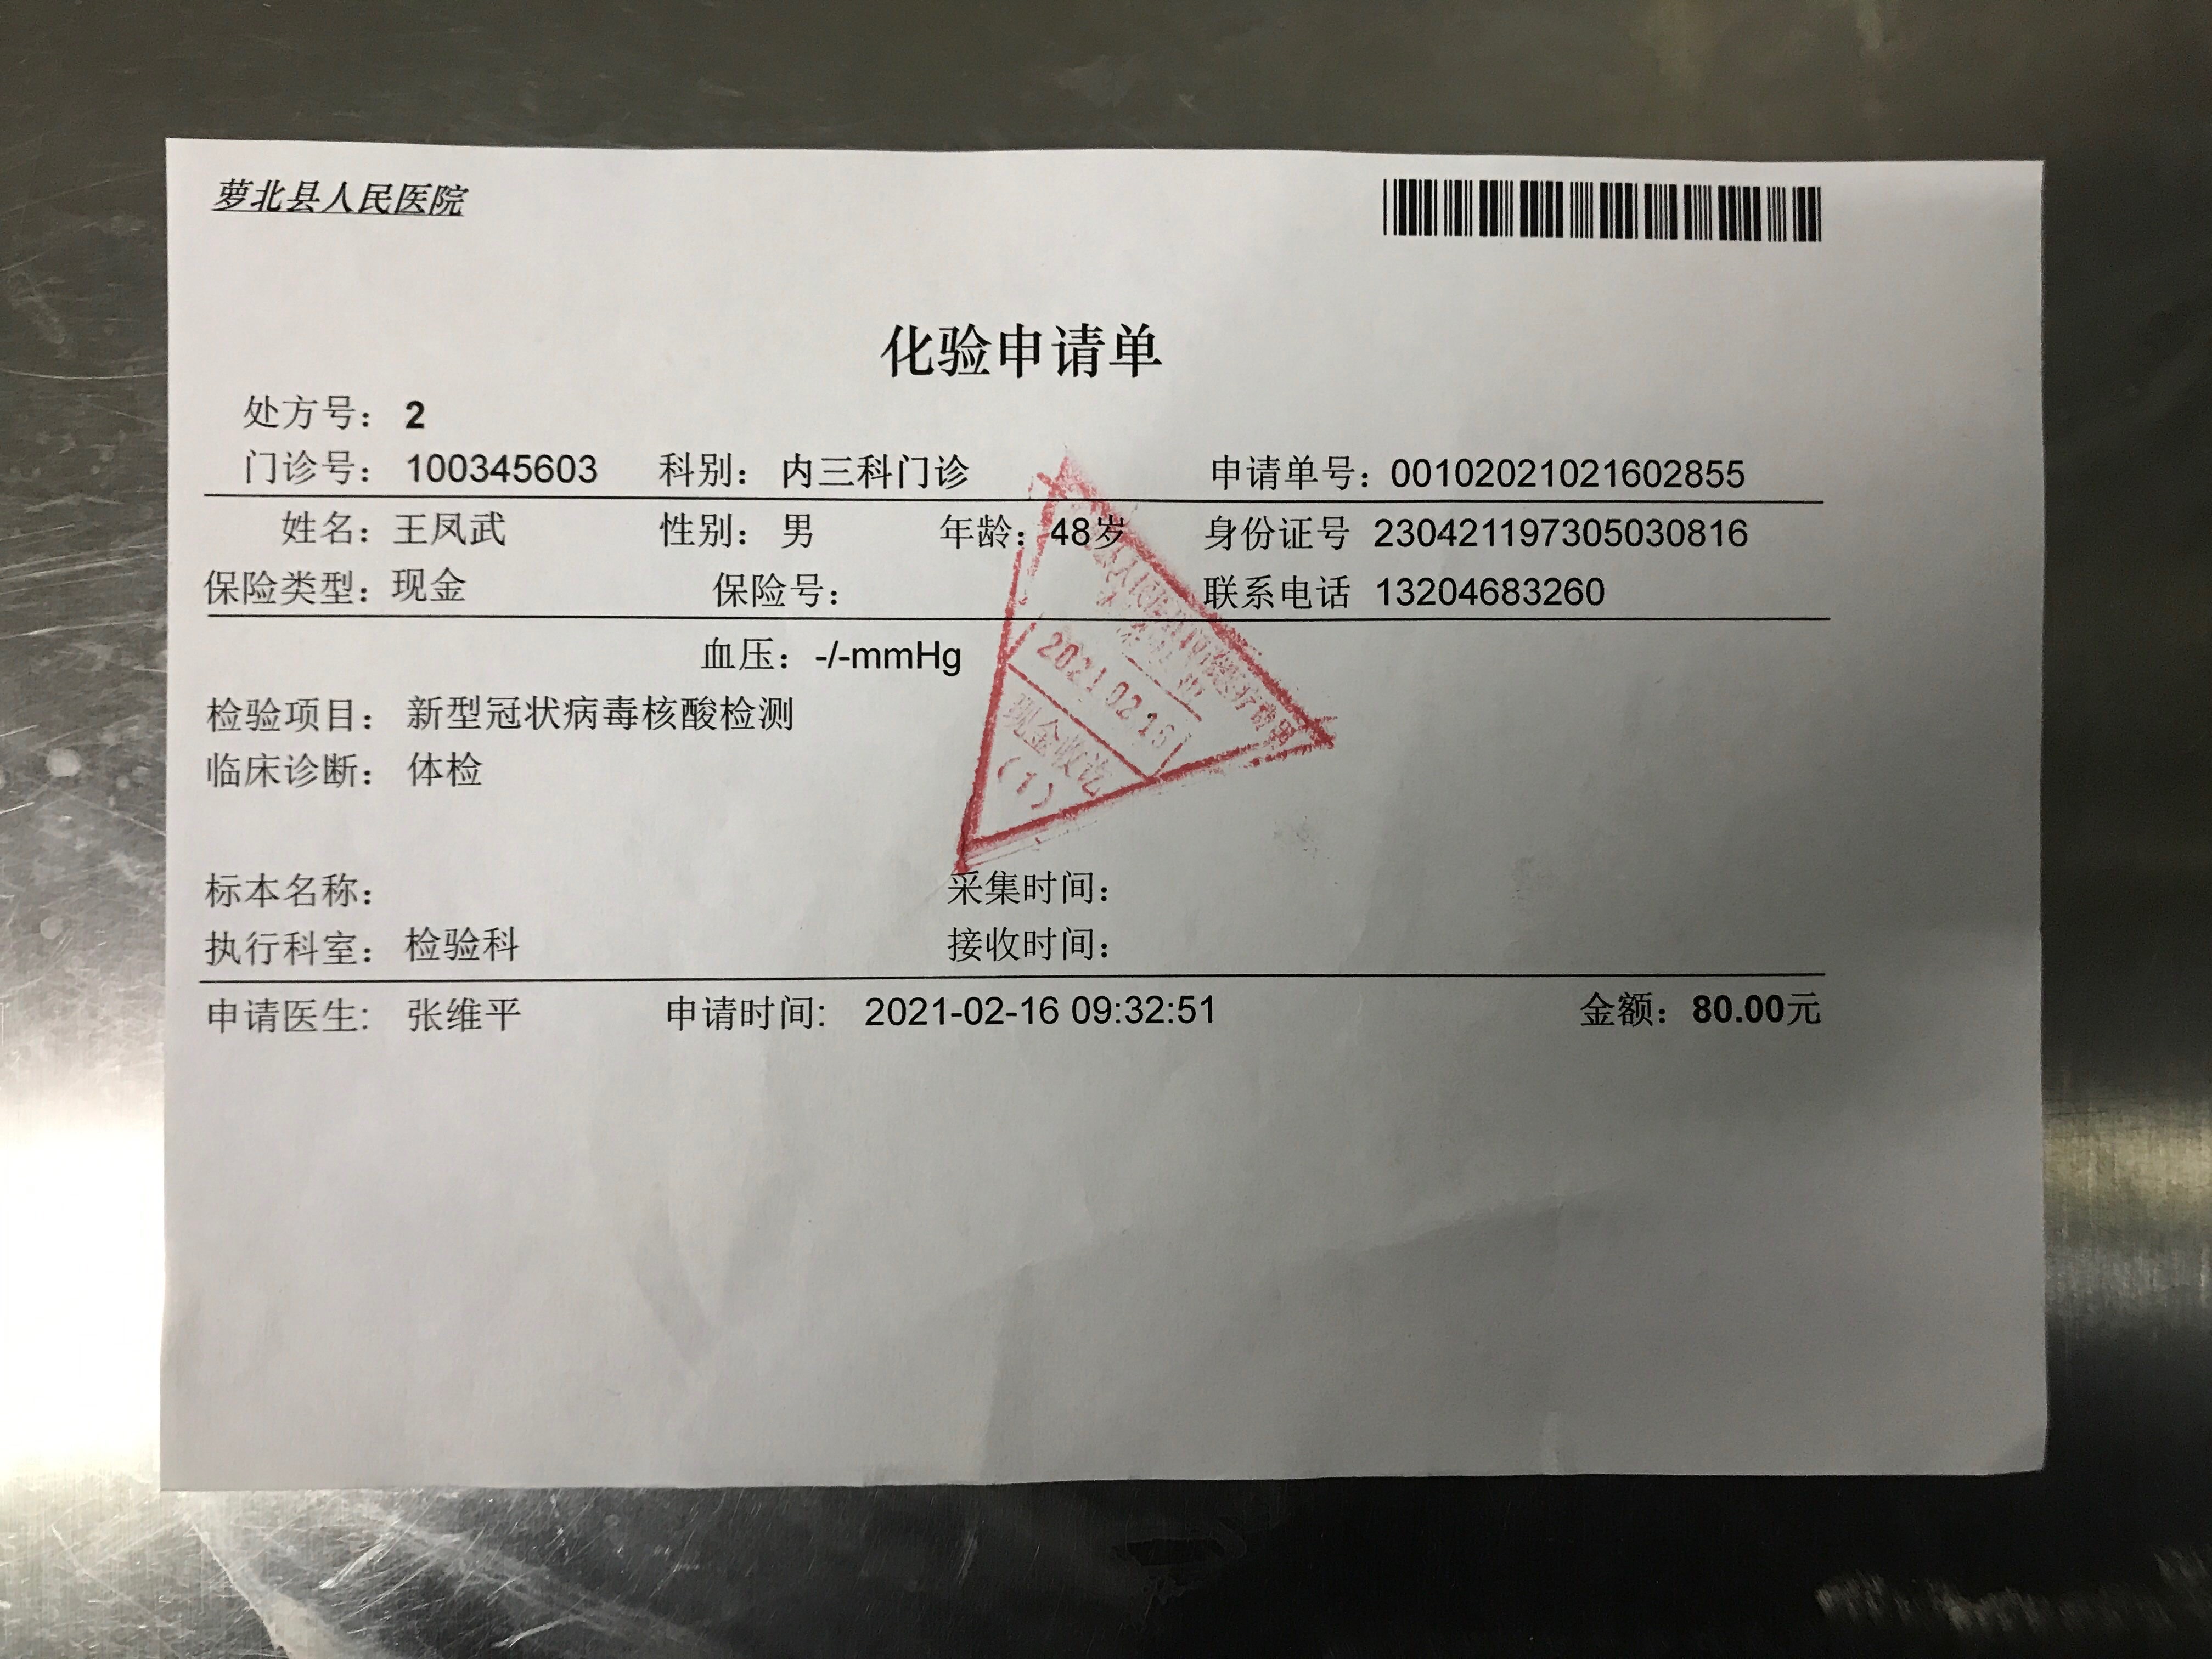 萝北县人民医院
化验申请单
处方号： 2
门诊号： 100345603 科别： 内三科门诊 申请单号：00102021021602855
姓名：王凤武 性别： 男 年龄：48岁 身份证号 230421197305030816
保险类型：现金 保险号： 联系电话 13204683260
血压：-/-mmHg
检验项目： 新型冠状病毒核酸检测
临床诊断： 体检
2021 02 16
现金收讫
(1)
标本名称： 采集时间：
执行科室： 检验科 接收时间：
申请医生: 张维平 申请时间: 2021-02-16 09:32:51 金额：80.00元